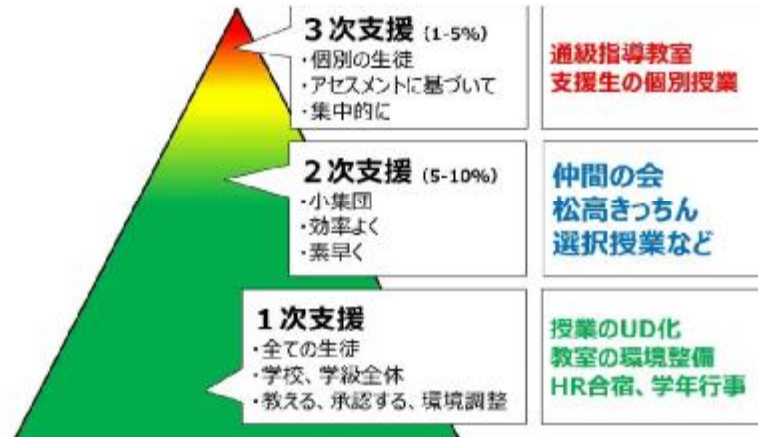 3次支援 (1-5%)
・個別の生徒
・アセスメントに基づいて
・集中的に
通級指導教室
支援生の個別授業
2次支援 (5-10%)
・小集団
・効率よく
・素早く
仲間の会
松高きっちん
選択授業など
1次支援
・全ての生徒
・学校、学級全体
・教える、承認する、環境調整
授業のUD化
教室の環境整備
HR合宿、学年行事